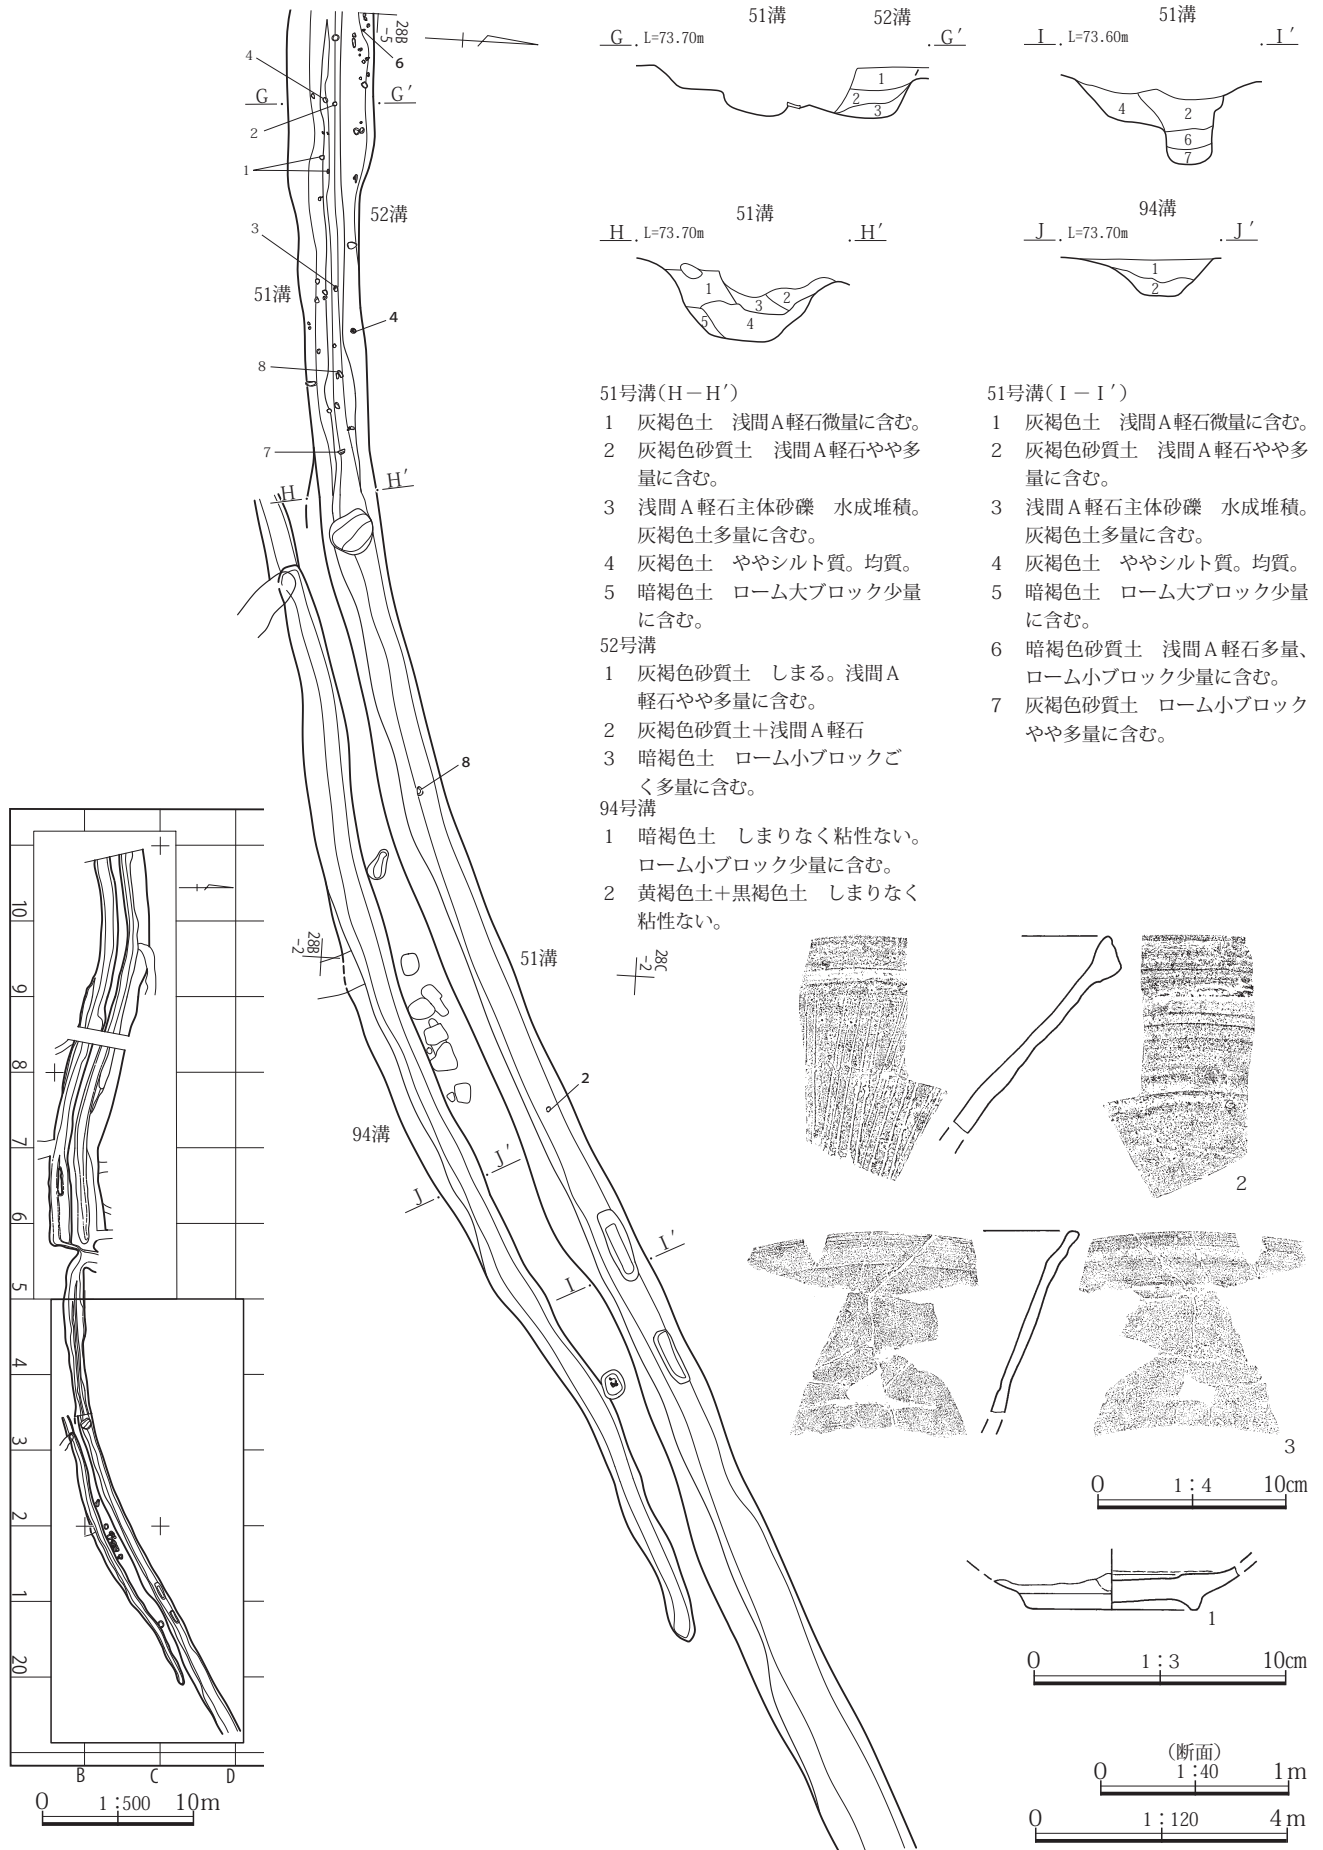 28B
-5
6
4
G
G′
2
1
52溝
3
51溝
4
8
7
H
H′
8
28B
-2
51溝
28C
-2
2
94溝
J′
J
I′
I
51溝
52溝
G
L=73.70m
G′
1
2
3
51溝
I
L=73.60m
I′
4
2
6
7
51溝
H
L=73.70m
H′
1
2
3
4
5
94溝
J
L=73.70m
J′
1
2
51号溝(H－H′)
1 灰褐色土 浅間A軽石微量に含む。
2 灰褐色砂質土 浅間A軽石やや多
量に含む。
3 浅間A軽石主体砂礫 水成堆積。
灰褐色土多量に含む。
4 灰褐色土 ややシルト質。均質。
5 暗褐色土 ローム大ブロック少量
に含む。
52号溝
1 灰褐色砂質土 しまる。浅間A
軽石やや多量に含む。
2 灰褐色砂質土＋浅間A軽石
3 暗褐色土 ローム小ブロックご
く多量に含む。
94号溝
1 暗褐色土 しまりなく粘性ない。
ローム小ブロック少量に含む。
2 黄褐色土＋黒褐色土 しまりなく
粘性ない。
51号溝(I－I′)
1 灰褐色土 浅間A軽石微量に含む。
2 灰褐色砂質土 浅間A軽石やや多
量に含む。
3 浅間A軽石主体砂礫 水成堆積。
灰褐色土多量に含む。
4 灰褐色土 ややシルト質。均質。
5 暗褐色土 ローム大ブロック少量
に含む。
6 暗褐色砂質土 浅間A軽石多量、
ローム小ブロック少量に含む。
7 灰褐色砂質土 ローム小ブロック
やや多量に含む。
2
3
0 1：4 10cm
1
0 1：3 10cm
（断面）
0 1：40 1m
0 1：120 4m
10
9
8
7
6
5
4
3
2
1
20
B C D
0 1：500 10m